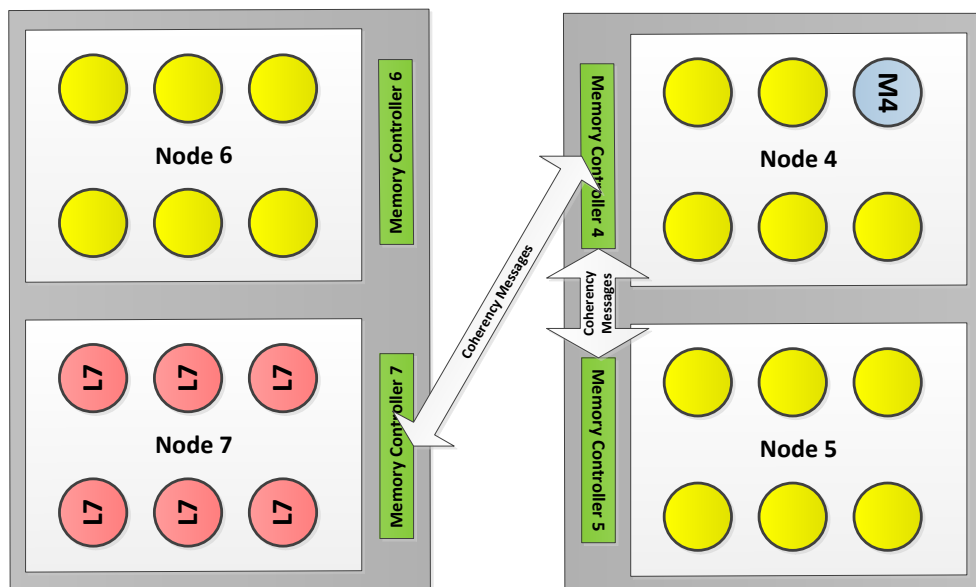 Node 6
Memory Controller 6
Memory Controller 4
M4
Node 4
Coherency Messages
Coherency
Messages
L7
L7
L7
Node 7
L7
L7
L7
Memory Controller 7
Memory Controller 5
Node 5